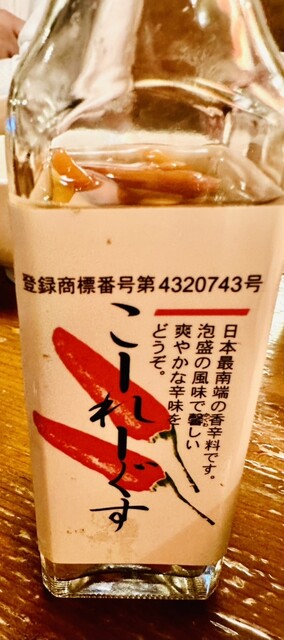 登録商標番号第4320743号
日本最南端の香辛料です。
泡盛の風味で馨しい
爽やかな辛味を
どうぞ。
こーれーぐす